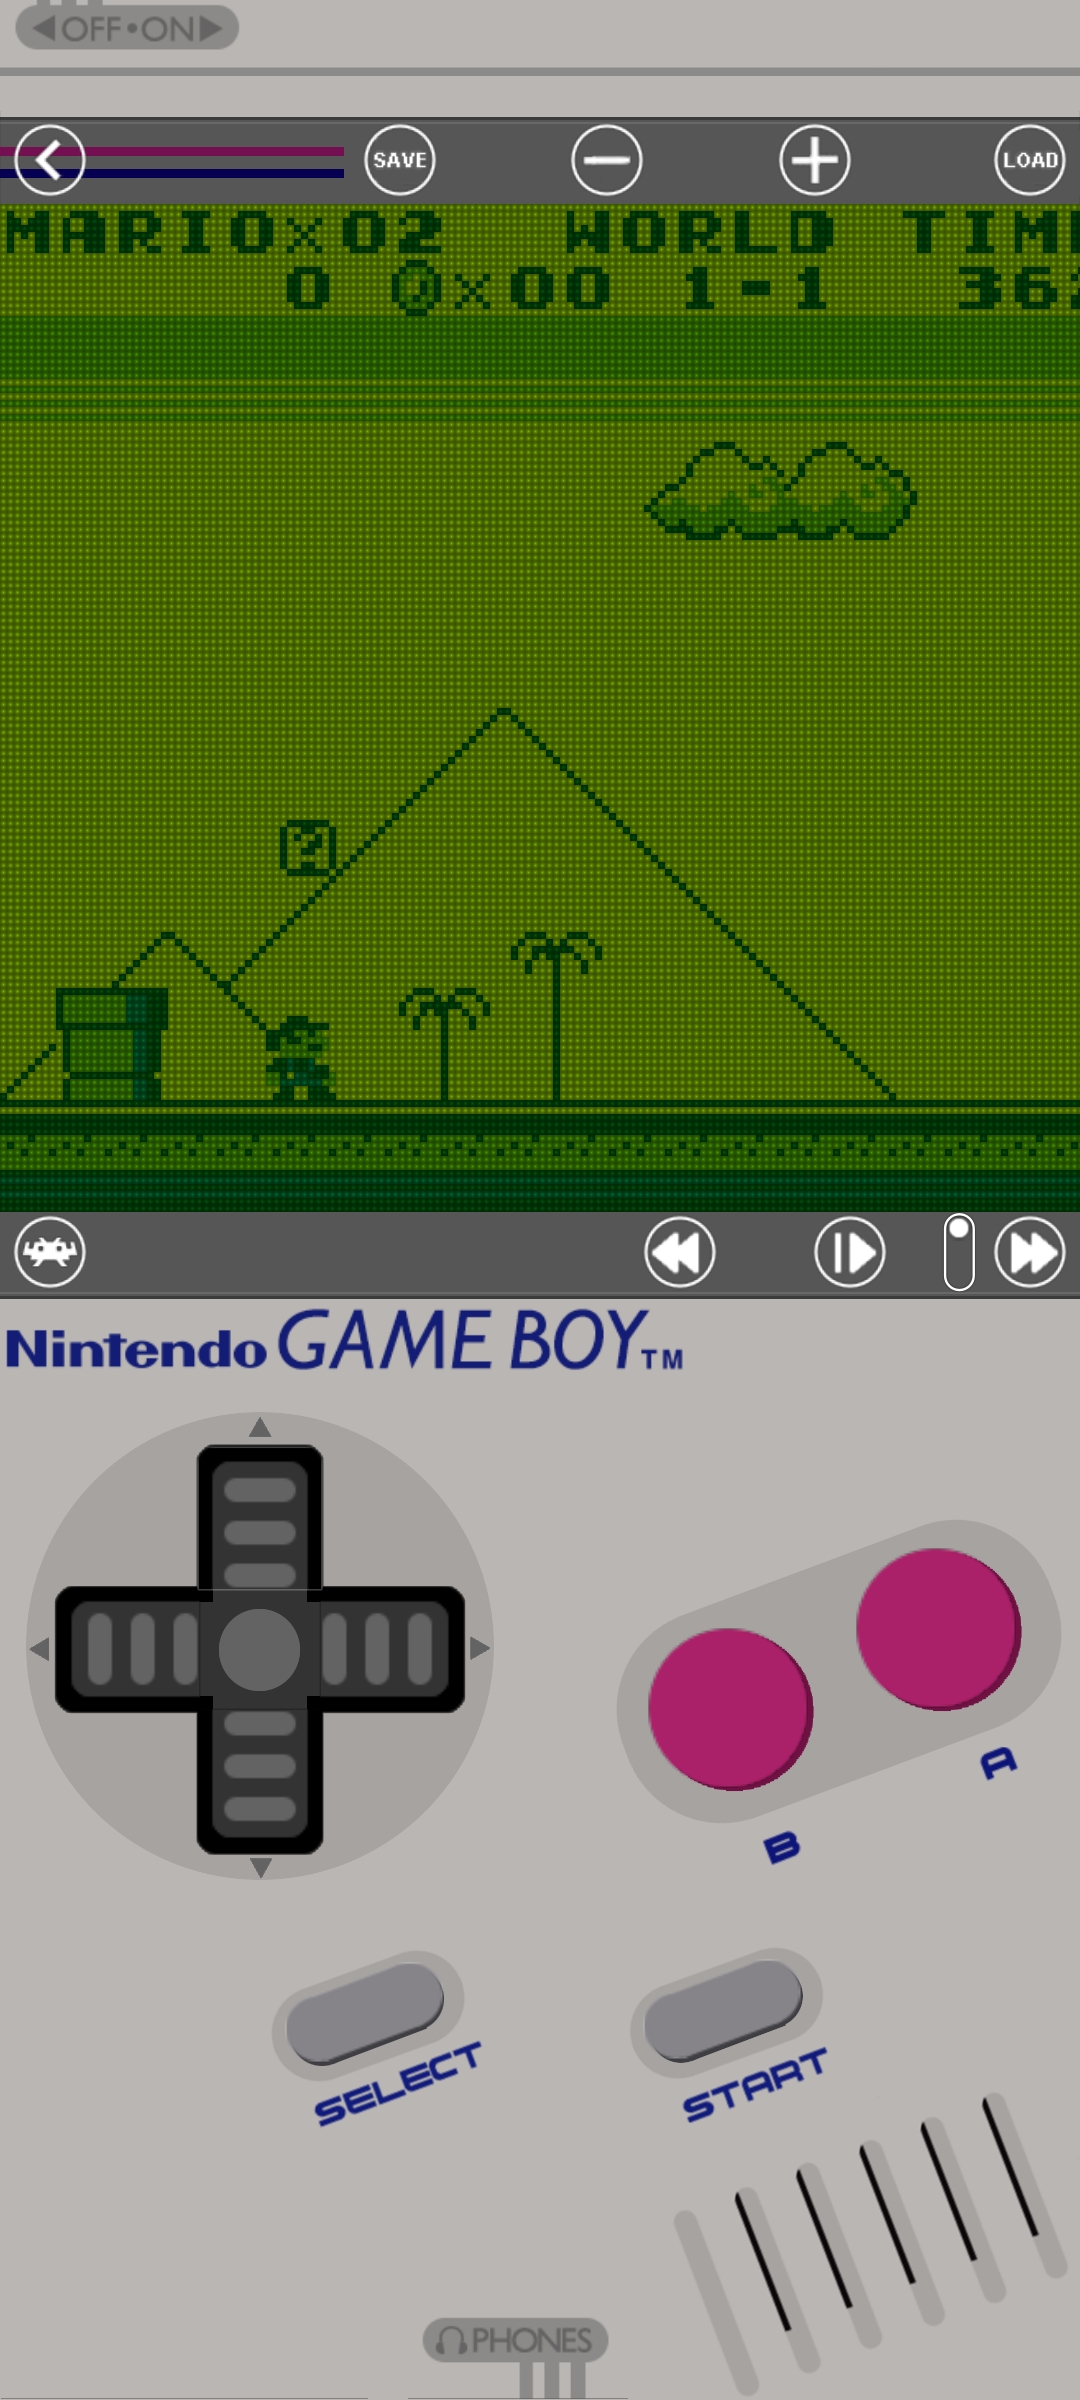 OFF•ON
SAVE LOAD
MARIO×02 WORLD TIM
0 ×00 1-1 36
?
Nintendo GAME BOY TM
A
B
SELECT START
PHONES